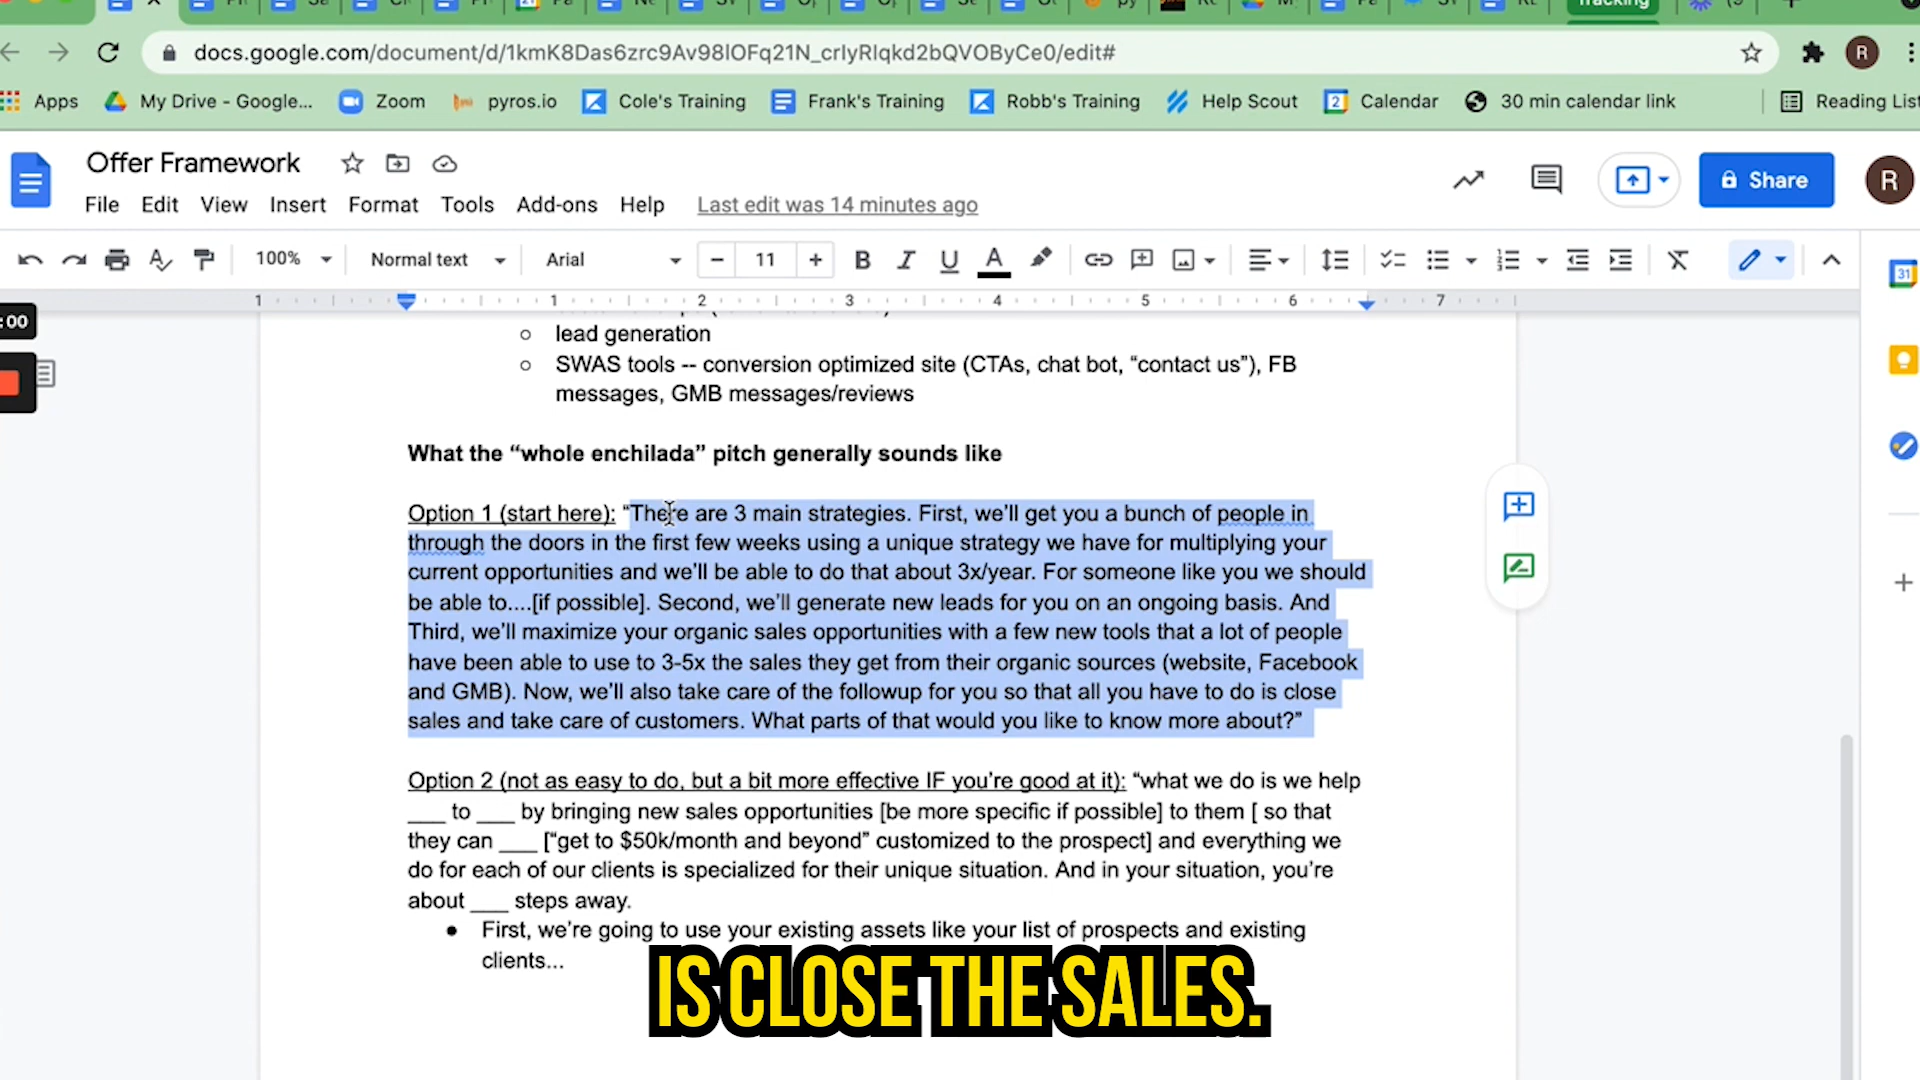 Tracking
docs.google.com/document/d/1kmK8Das6zrc9Av98lOFq21N_crIyRlqkd2bQVOByCe0/edit#
R
Apps
My Drive - Google...
Zoom
pyros.io
Cole's Training
Frank's Training
Robb's Training
Help Scout
2 Calendar
30 min calendar link
Reading List
Offer Framework
Share
R
File Edit View Insert Format Tools Add-ons Help Last edit was 14 minutes ago
100% Normal text Arial − 11 + B I U A
31
1 1 2 3 4 5 6 7
:00
lead generation
SWAS tools -- conversion optimized site (CTAs, chat bot, “contact us”), FB
messages, GMB messages/reviews
What the “whole enchilada” pitch generally sounds like
Option 1 (start here): “There are 3 main strategies. First, we’ll get you a bunch of people in
through the doors in the first few weeks using a unique strategy we have for multiplying your
current opportunities and we’ll be able to do that about 3x/year. For someone like you we should
be able to....[if possible]. Second, we’ll generate new leads for you on an ongoing basis. And
Third, we’ll maximize your organic sales opportunities with a few new tools that a lot of people
have been able to use to 3-5x the sales they get from their organic sources (website, Facebook
and GMB). Now, we’ll also take care of the followup for you so that all you have to do is close
sales and take care of customers. What parts of that would you like to know more about?”
Option 2 (not as easy to do, but a bit more effective IF you’re good at it): “what we do is we help
___ to ___ by bringing new sales opportunities [be more specific if possible] to them [ so that
they can ___ [“get to $50k/month and beyond” customized to the prospect] and everything we
do for each of our clients is specialized for their unique situation. And in your situation, you’re
about ___ steps away.
First, we’re going to use your existing assets like your list of prospects and existing
clients...
IS CLOSE THE SALES.